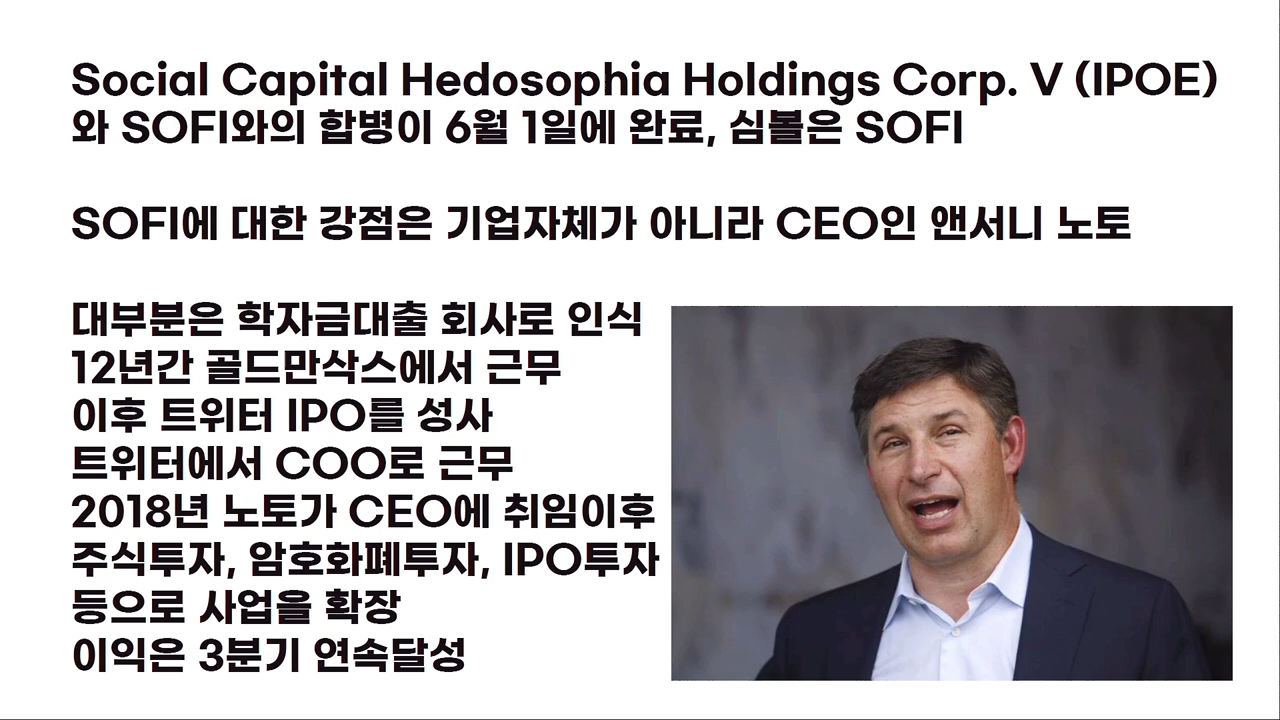 Social Capital Hedosophia Holdings Corp. V (IPOE)
와 SOFI와의 합병이 6월 1일에 완료, 심볼은 SOFI
SOFI에 대한 강점은 기업자체가 아니라 CEO인 앤서니 노토
대부분은 학자금대출 회사로 인식
12년간 골드만삭스에서 근무
이후 트위터 IPO를 성사
트위터에서 COO로 근무
2018년 노토가 CEO에 취임이후
주식투자, 암호화폐투자, IPO투자
등으로 사업을 확장
이익은 3분기 연속달성